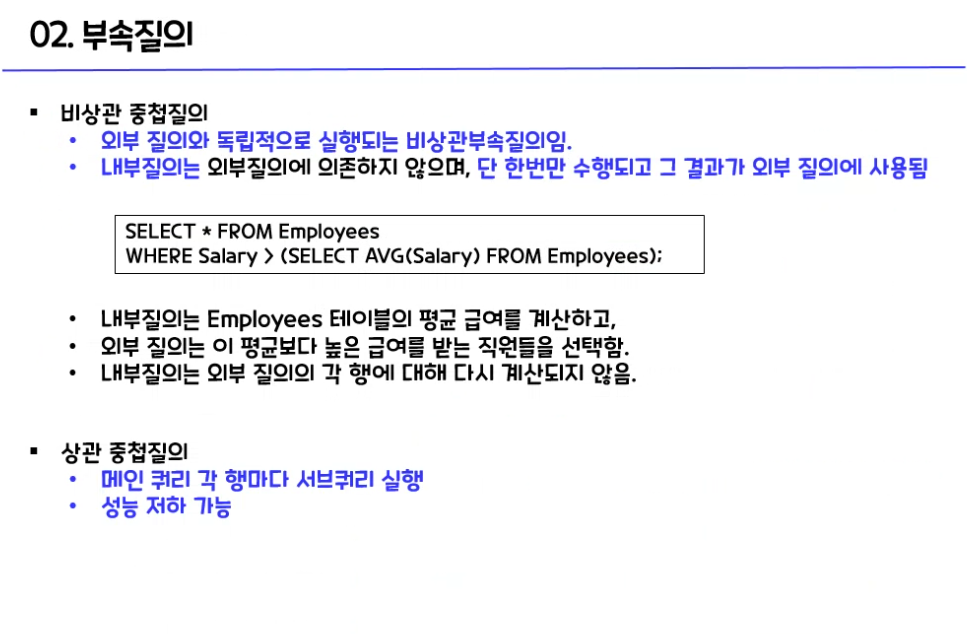 02. 부속질의
▪ 비상관 중첩질의
• 외부 질의와 독립적으로 실행되는 비상관부속질의임.
• 내부질의는 외부질의에 의존하지 않으며, 단 한번만 수행되고 그 결과가 외부 질의에 사용됨
SELECT * FROM Employees
WHERE Salary > (SELECT AVG(Salary) FROM Employees);
• 내부질의는 Employees 테이블의 평균 급여를 계산하고,
• 외부 질의는 이 평균보다 높은 급여를 받는 직원들을 선택함.
• 내부질의는 외부 질의의 각 행에 대해 다시 계산되지 않음.
▪ 상관 중첩질의
• 메인 쿼리 각 행마다 서브쿼리 실행
• 성능 저하 가능